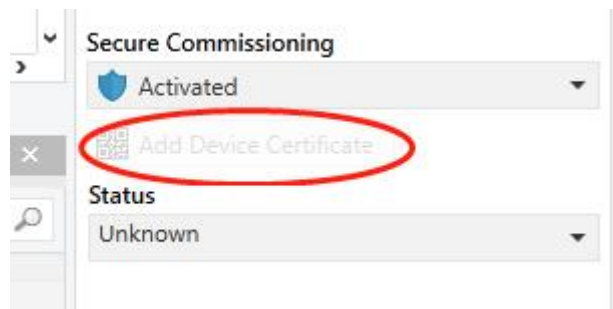 Secure Commissioning
Activated
Add Device Certificate
Status
Unknown